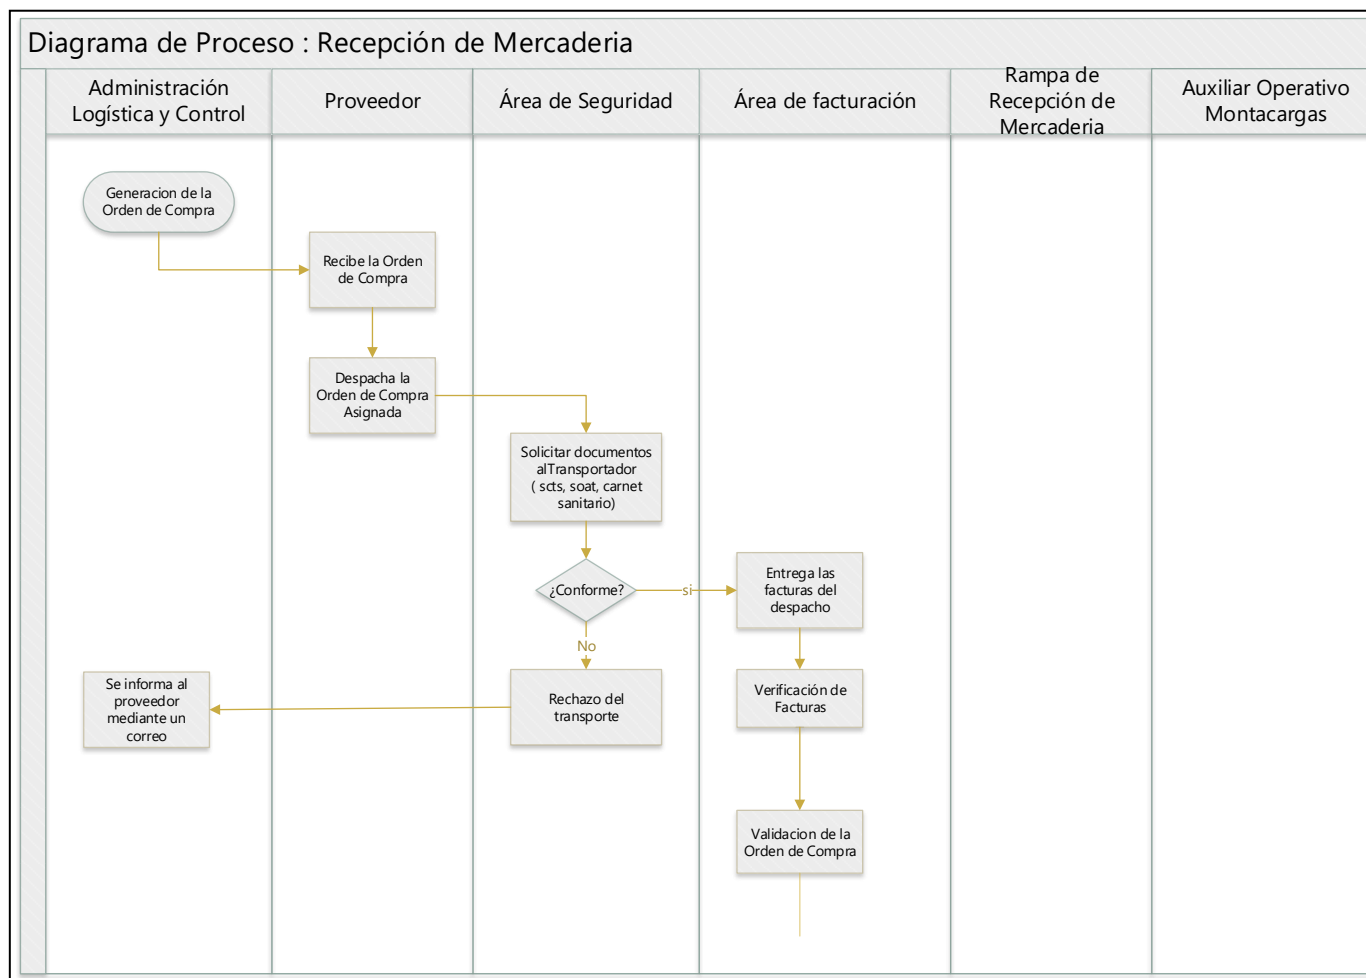 Diagrama de Proceso : Recepción de Mercaderia
Administración
Logística y Control
Proveedor
Área de Seguridad
Área de facturación
Rampa de
Recepción de
Mercaderia
Auxiliar Operativo
Montacargas
Generacion de la
Orden de Compra
Recibe la Orden
de Compra
Despacha la
Orden de Compra
Asignada
Solicitar documentos
alTransportador
( scts, soat, carnet
sanitario)
¿Conforme?
si
Entrega las
facturas del
despacho
No
Se informa al
proveedor
mediante un
correo
Rechazo del
transporte
Verificación de
Facturas
Validacion de la
Orden de Compra